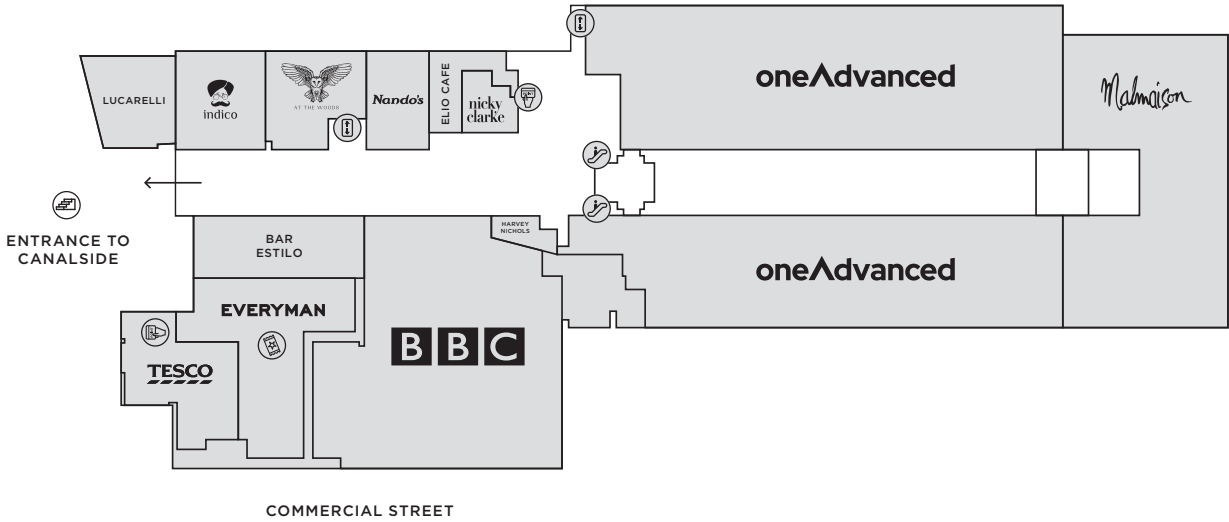 oneAdvanced
Malmaison
LUCARELLI
indico
AT THE WOODS
Nando's
ELIO CAFE
nicky
clarke
ENTRANCE TO
CANALSIDE
BAR
ESTILO
HARVEY
NICHOLS
oneAdvanced
EVERYMAN
BBC
TESCO
COMMERCIAL STREET